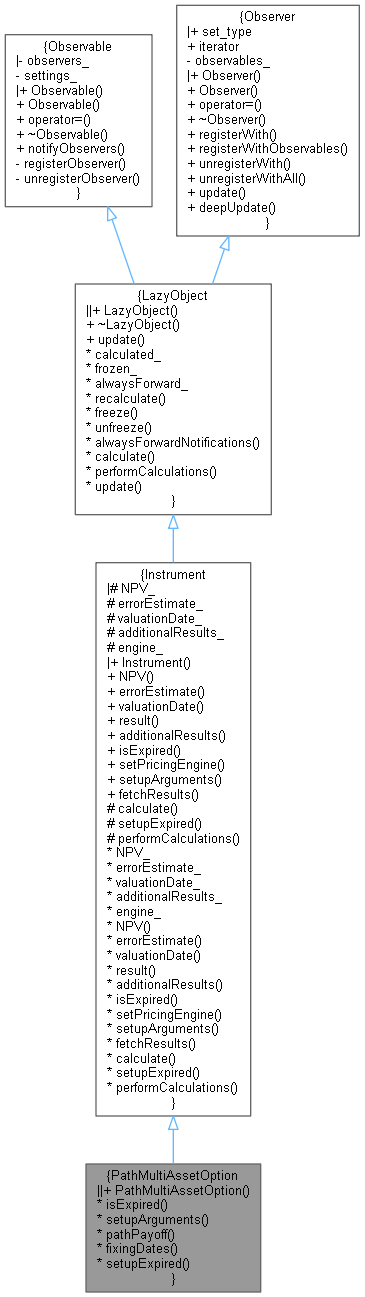 {Observable
|- observers_
- settings_
|+ Observable()
+ Observable()
+ operator=()
+ ~Observable()
+ notifyObservers()
- registerObserver()
- unregisterObserver()
}
{Observer
|+ set_type
+ iterator
- observables_
|+ Observer()
+ Observer()
+ operator=()
+ ~Observer()
+ registerWith()
+ registerWithObservables()
+ unregisterWith()
+ unregisterWithAll()
+ update()
+ deepUpdate()
}
{LazyObject
||+ LazyObject()
+ ~LazyObject()
+ update()
* calculated_
* frozen_
* alwaysForward_
* recalculate()
* freeze()
* unfreeze()
* alwaysForwardNotifications()
* calculate()
* performCalculations()
* update()
}
{Instrument
|# NPV_
# errorEstimate_
# valuationDate_
# additionalResults_
# engine_
|+ Instrument()
+ NPV()
+ errorEstimate()
+ valuationDate()
+ result()
+ additionalResults()
+ isExpired()
+ setPricingEngine()
+ setupArguments()
+ fetchResults()
# calculate()
# setupExpired()
# performCalculations()
* NPV_
* errorEstimate_
* valuationDate_
* additionalResults_
* engine_
* NPV()
* errorEstimate()
* valuationDate()
* result()
* additionalResults()
* isExpired()
* setPricingEngine()
* setupArguments()
* fetchResults()
* calculate()
* setupExpired()
* performCalculations()
}
{PathMultiAssetOption
||+ PathMultiAssetOption()
* isExpired()
* setupArguments()
* pathPayoff()
* fixingDates()
* setupExpired()
}